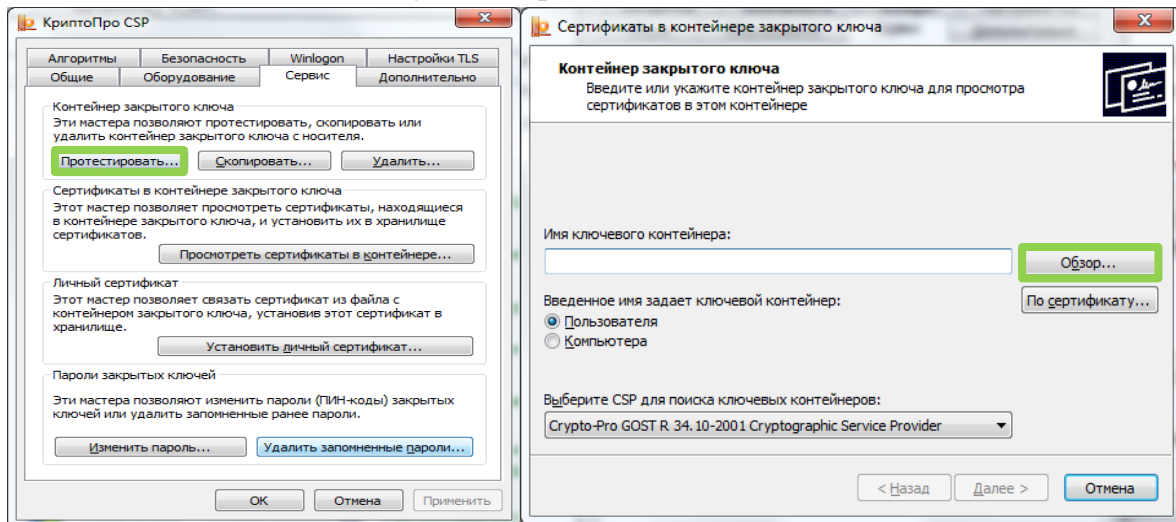 КриптоПро CSP
Алгоритмы
Безопасность
Winlogon
Настройки TLS
Общие
Оборудование
Сервис
Дополнительно
Контейнер закрытого ключа
Эти мастера позволяют протестировать, скопировать или
удалить контейнер закрытого ключа с носителя.
Протестировать...
Скопировать...
Удалить...
Сертификаты в контейнере закрытого ключа
Этот мастер позволяет просмотреть сертификаты, находящиеся
в контейнере закрытого ключа, и установить их в хранилище
сертификатов.
Просмотреть сертификаты в контейнере...
Личный сертификат
Этот мастер позволяет связать сертификат из файла с
контейнером закрытого ключа, установив этот сертификат в
хранилище.
Установить личный сертификат...
Пароли закрытых ключей
Эти мастера позволяют изменить пароли (ПИН-коды) закрытых
ключей или удалить запомненные ранее пароли.
Изменить пароль...
Удалить запомненные пароли...
ОК
Отмена
Применить
Сертификаты в контейнере закрытого ключа
Контейнер закрытого ключа
Введите или укажите контейнер закрытого ключа для просмотра
сертификатов в этом контейнере
Имя ключевого контейнера:
Обзор...
Введенное имя задает ключевой контейнер:
По сертификату...
Пользователя
Компьютера
Выберите CSP для поиска ключевых контейнеров:
Crypto-Pro GOST R 34.10-2001 Cryptographic Service Provider
< Назад
Далее >
Отмена